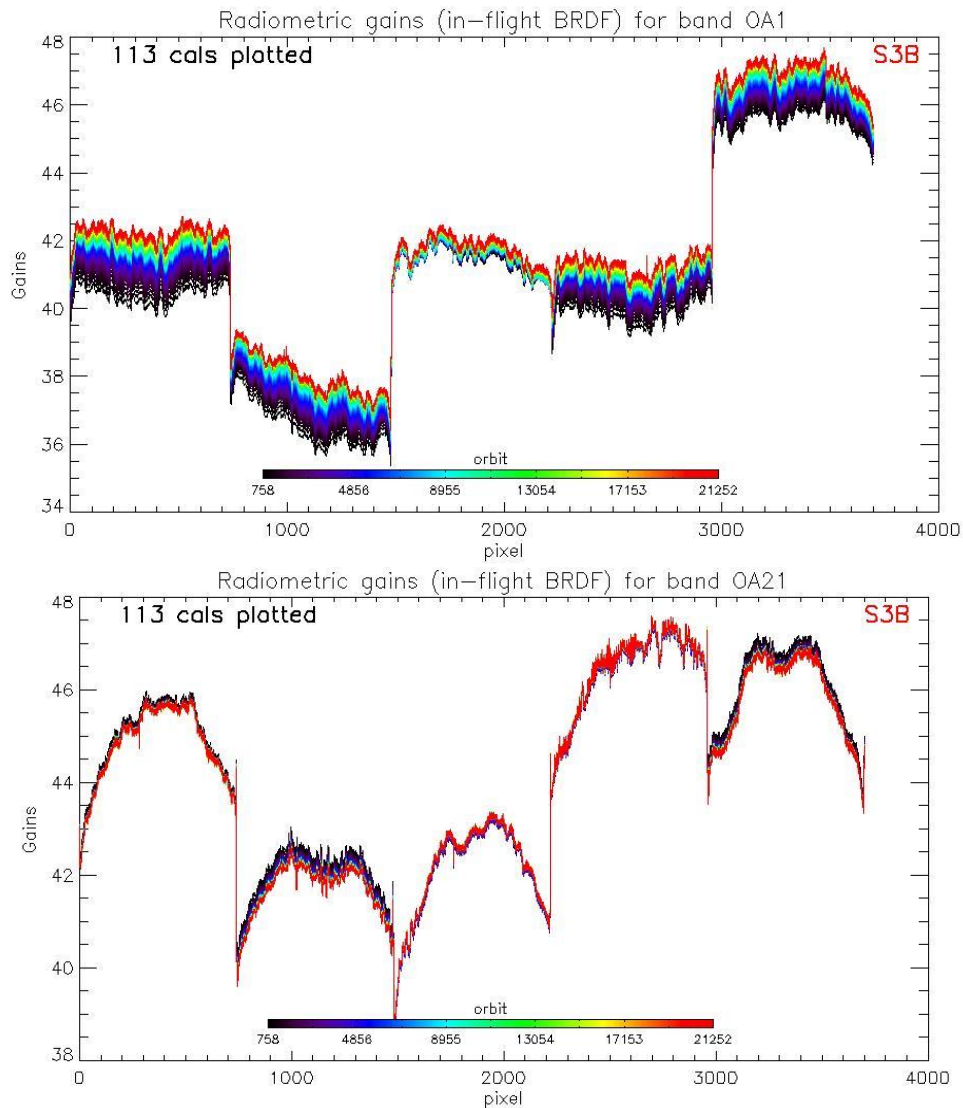 Radiometric gains (in-flight BRDF) for band OA1
113 cals plotted
S3B
48
46
44
42
40
38
36
34
Gains
orbit
758 4856 8955 13054 17153 21252
0 1000 2000 3000 4000
pixel
Radiometric gains (in-flight BRDF) for band OA21
113 cals plotted
S3B
48
46
44
42
40
38
Gains
orbit
758 4856 8955 13054 17153 21252
0 1000 2000 3000 4000
pixel